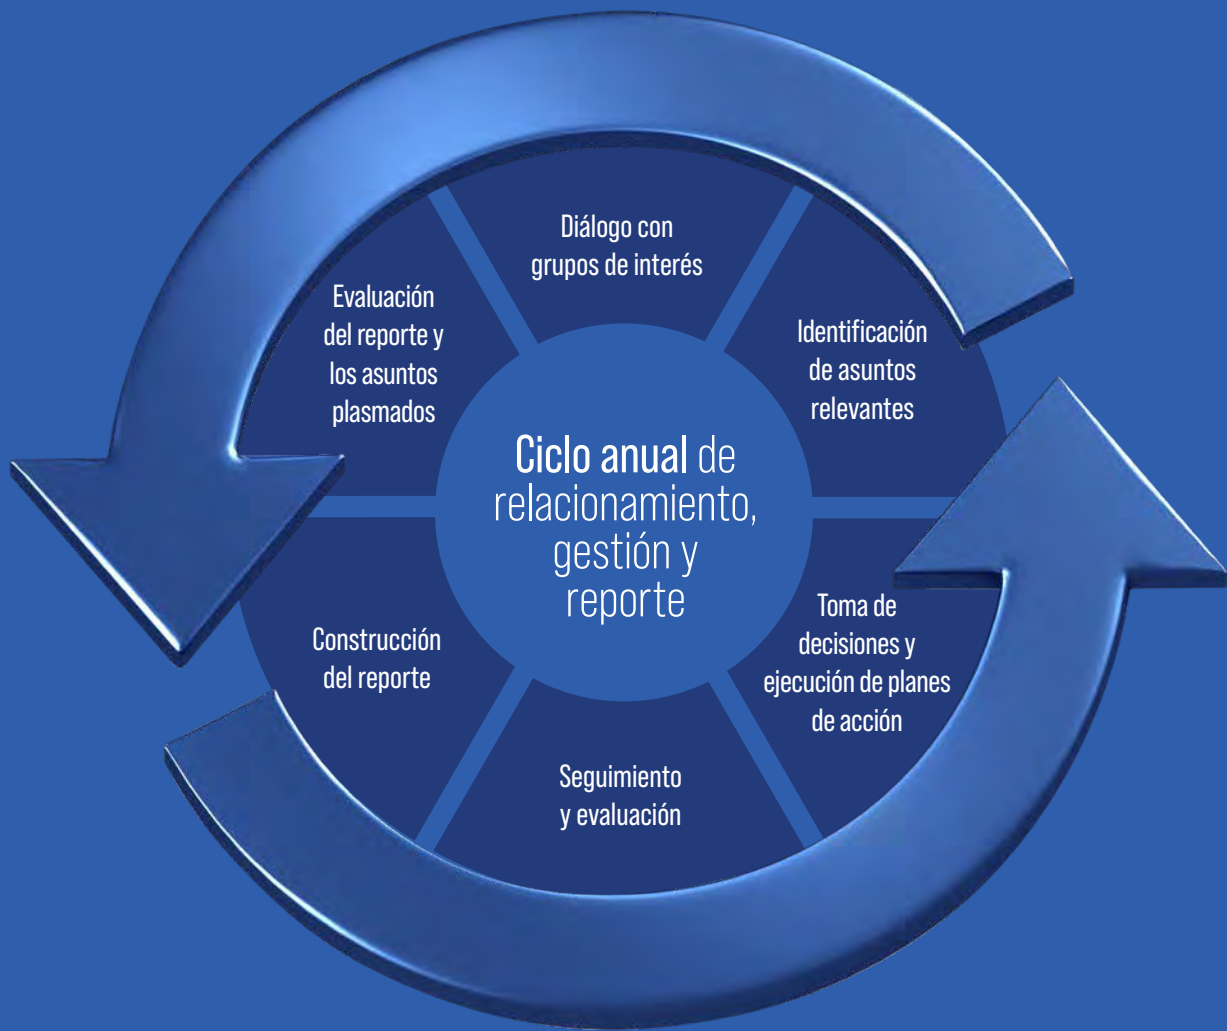 Diálogo con
grupos de interés
Identificación
de asuntos
relevantes
Toma de
decisiones y
ejecución de planes
de acción
Seguimiento
y evaluación
Construcción
del reporte
Evaluación
del reporte y
los asuntos
plasmados
Ciclo anual de
relacionamiento,
gestión y
reporte